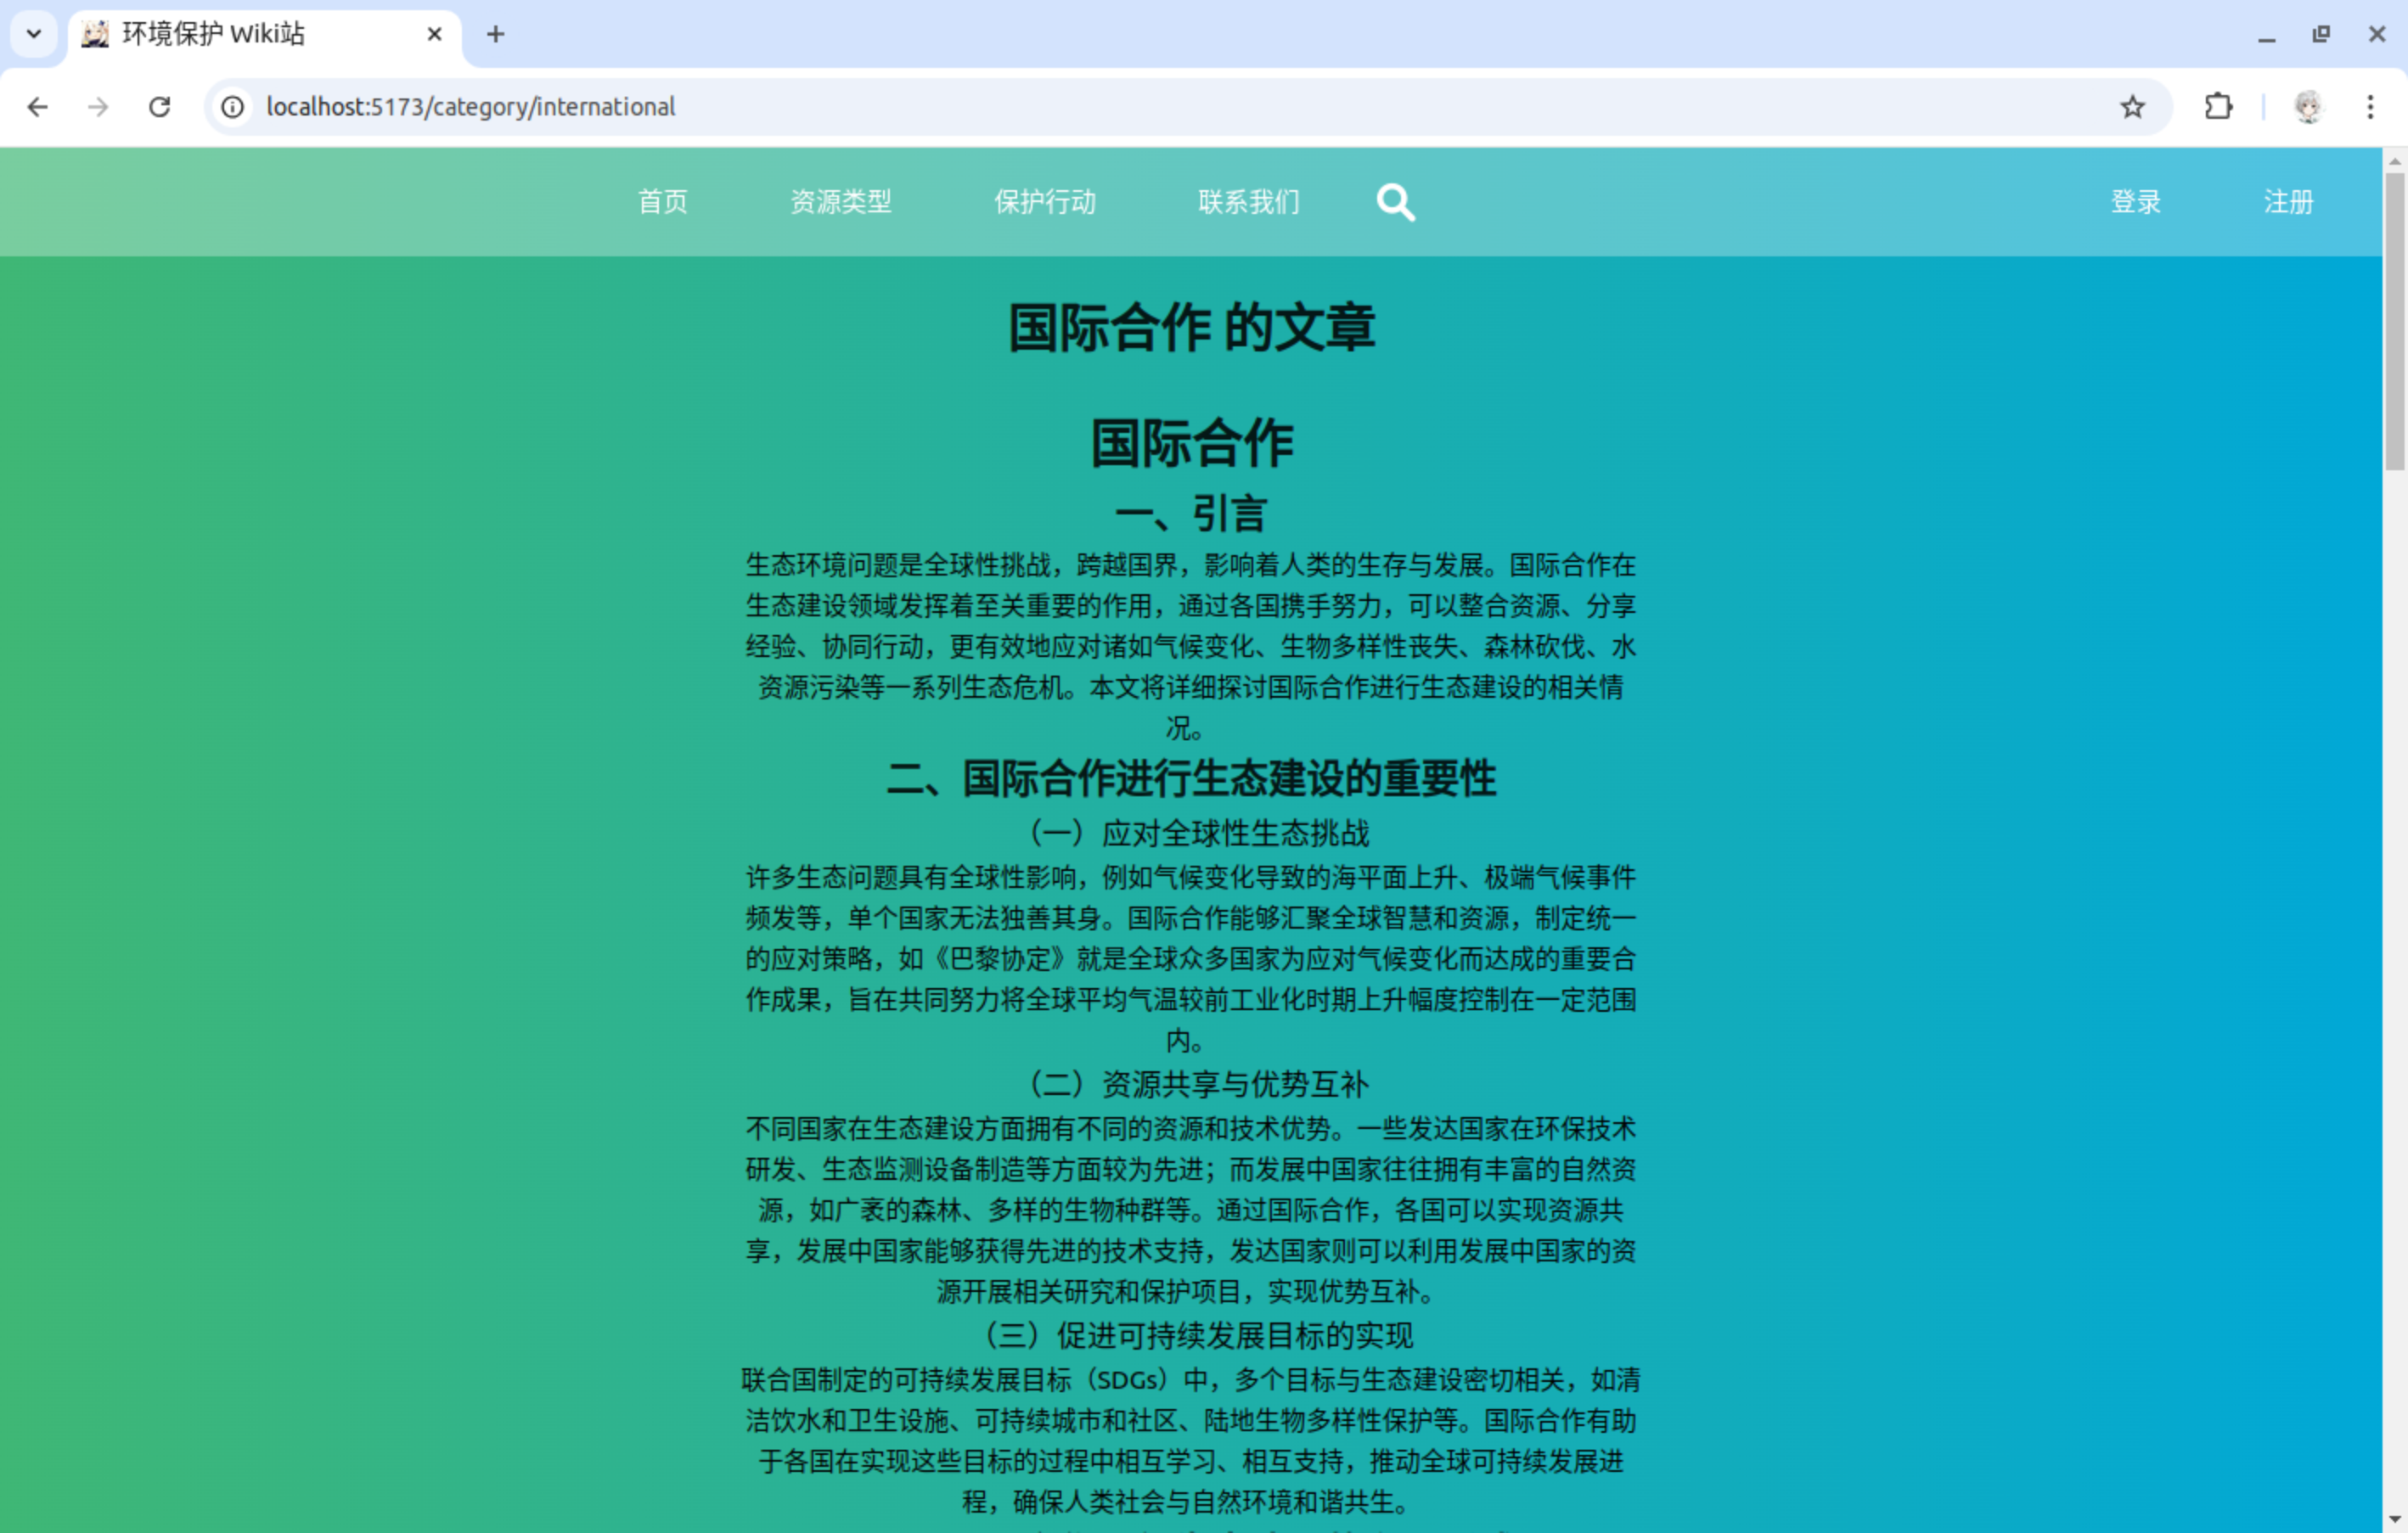 环境保护 Wiki站
localhost:5173/category/international
首页 资源类型 保护行动 联系我们 登录 注册
国际合作 的文章
国际合作
一、引言
生态环境问题是全球性挑战，跨越国界，影响着人类的生存与发展。国际合作在
生态建设领域发挥着至关重要的作用，通过各国携手努力，可以整合资源、分享
经验、协同行动，更有效地应对诸如气候变化、生物多样性丧失、森林砍伐、水
资源污染等一系列生态危机。本文将详细探讨国际合作进行生态建设的相关情
况。
二、国际合作进行生态建设的重要性
（一）应对全球性生态挑战
许多生态问题具有全球性影响，例如气候变化导致的海平面上升、极端气候事件
频发等，单个国家无法独善其身。国际合作能够汇聚全球智慧和资源，制定统一
的应对策略，如《巴黎协定》就是全球众多国家为应对气候变化而达成的重要合
作成果，旨在共同努力将全球平均气温较前工业化时期上升幅度控制在一定范围
内。
（二）资源共享与优势互补
不同国家在生态建设方面拥有不同的资源和技术优势。一些发达国家在环保技术
研发、生态监测设备制造等方面较为先进；而发展中国家往往拥有丰富的自然资
源，如广袤的森林、多样的生物种群等。通过国际合作，各国可以实现资源共
享，发展中国家能够获得先进的技术支持，发达国家则可以利用发展中国家的资
源开展相关研究和保护项目，实现优势互补。
（三）促进可持续发展目标的实现
联合国制定的可持续发展目标（SDGs）中，多个目标与生态建设密切相关，如清
洁饮水和卫生设施、可持续城市和社区、陆地生物多样性保护等。国际合作有助
于各国在实现这些目标的过程中相互学习、相互支持，推动全球可持续发展进
程，确保人类社会与自然环境和谐共生。